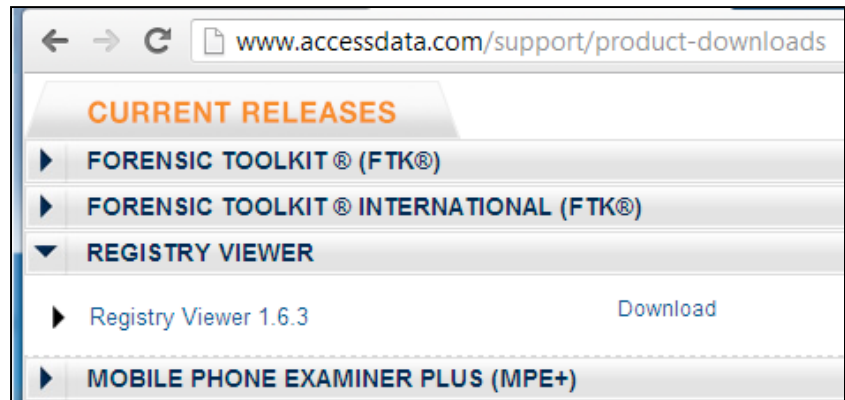 www.accessdata.com/support/product-downloads
CURRENT RELEASES
FORENSIC TOOLKIT ® (FTK®)
FORENSIC TOOLKIT ® INTERNATIONAL (FTK®)
REGISTRY VIEWER
Registry Viewer 1.6.3 Download
MOBILE PHONE EXAMINER PLUS (MPE+)